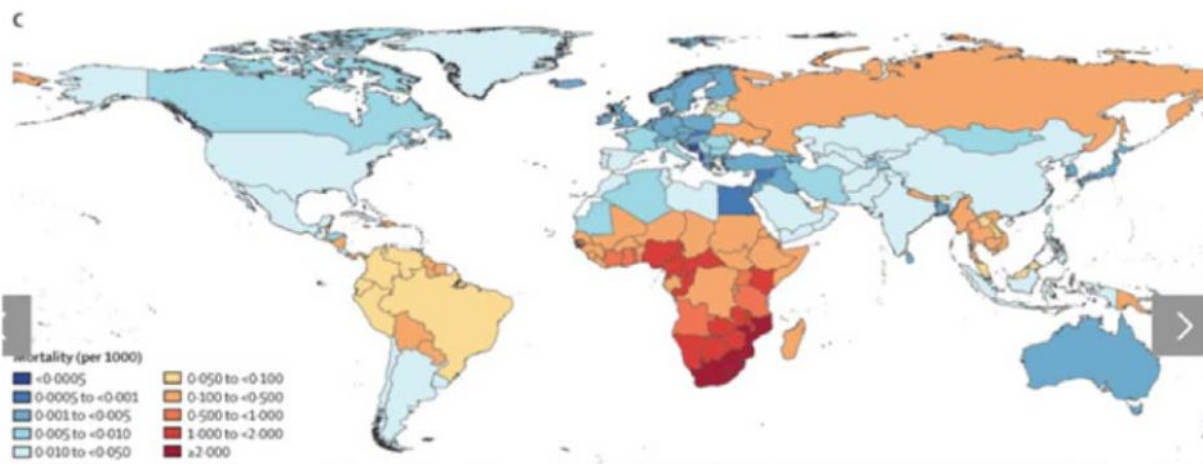 C
Mortality (per 1000)
<0·0005
0·0005 to <0·001
0·001 to <0·005
0·005 to <0·010
0·010 to <0·050
0·050 to <0·100
0·100 to <0·500
0·500 to <1·000
1·000 to <2·000
≥2·000